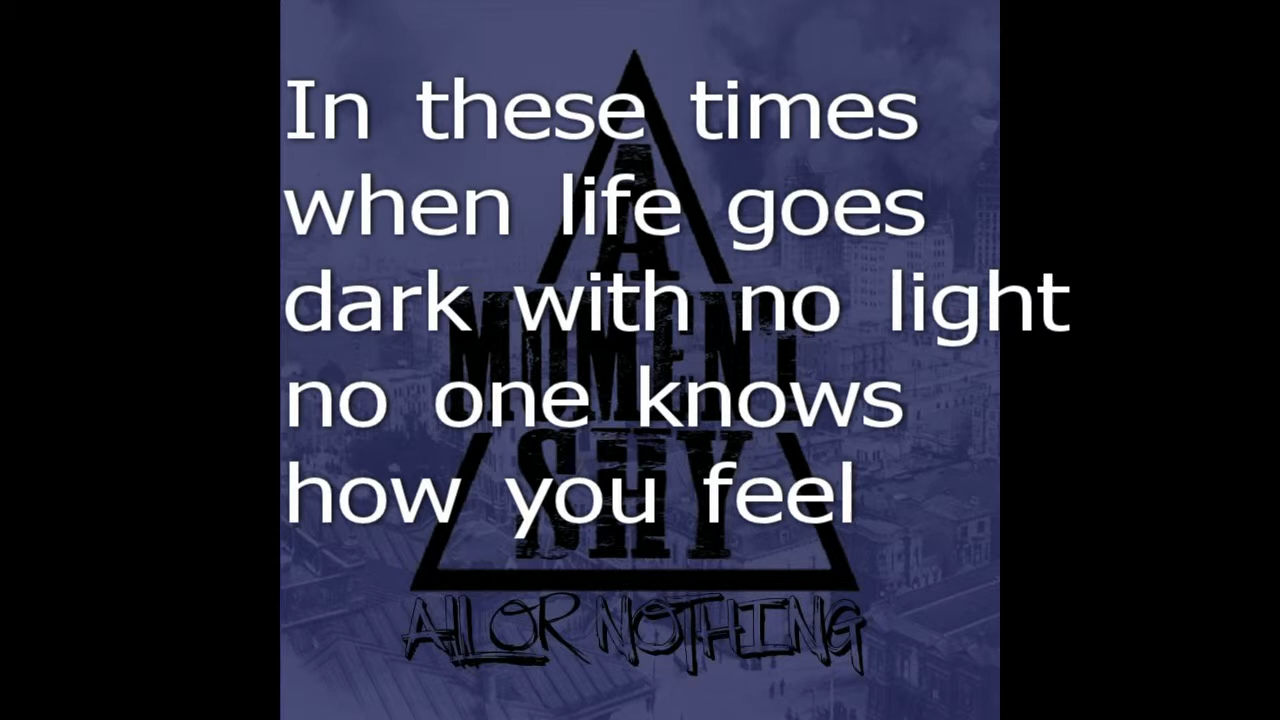 In these times
when life goes
dark with no light
no one knows
how you feel
A
MOMENT
SHY
ALL OR NOTHING